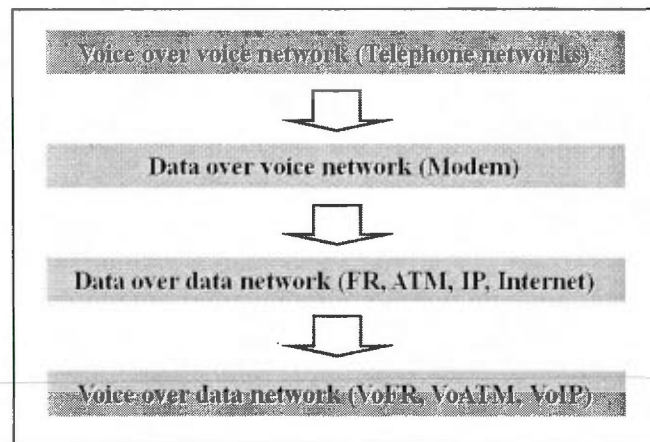 Voice over voice network (Telephone networks)
Data over voice network (Modem)
Data over data network (FR, ATM, IP, Internet)
Voice over data network (VoFR, VoATM, VoIP)